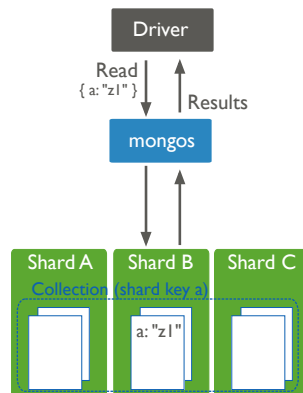 Driver
Read
{ a: "z1" }
Results
mongos
Shard A
Shard B
Shard C
Collection (shard key a)
a: "z1"